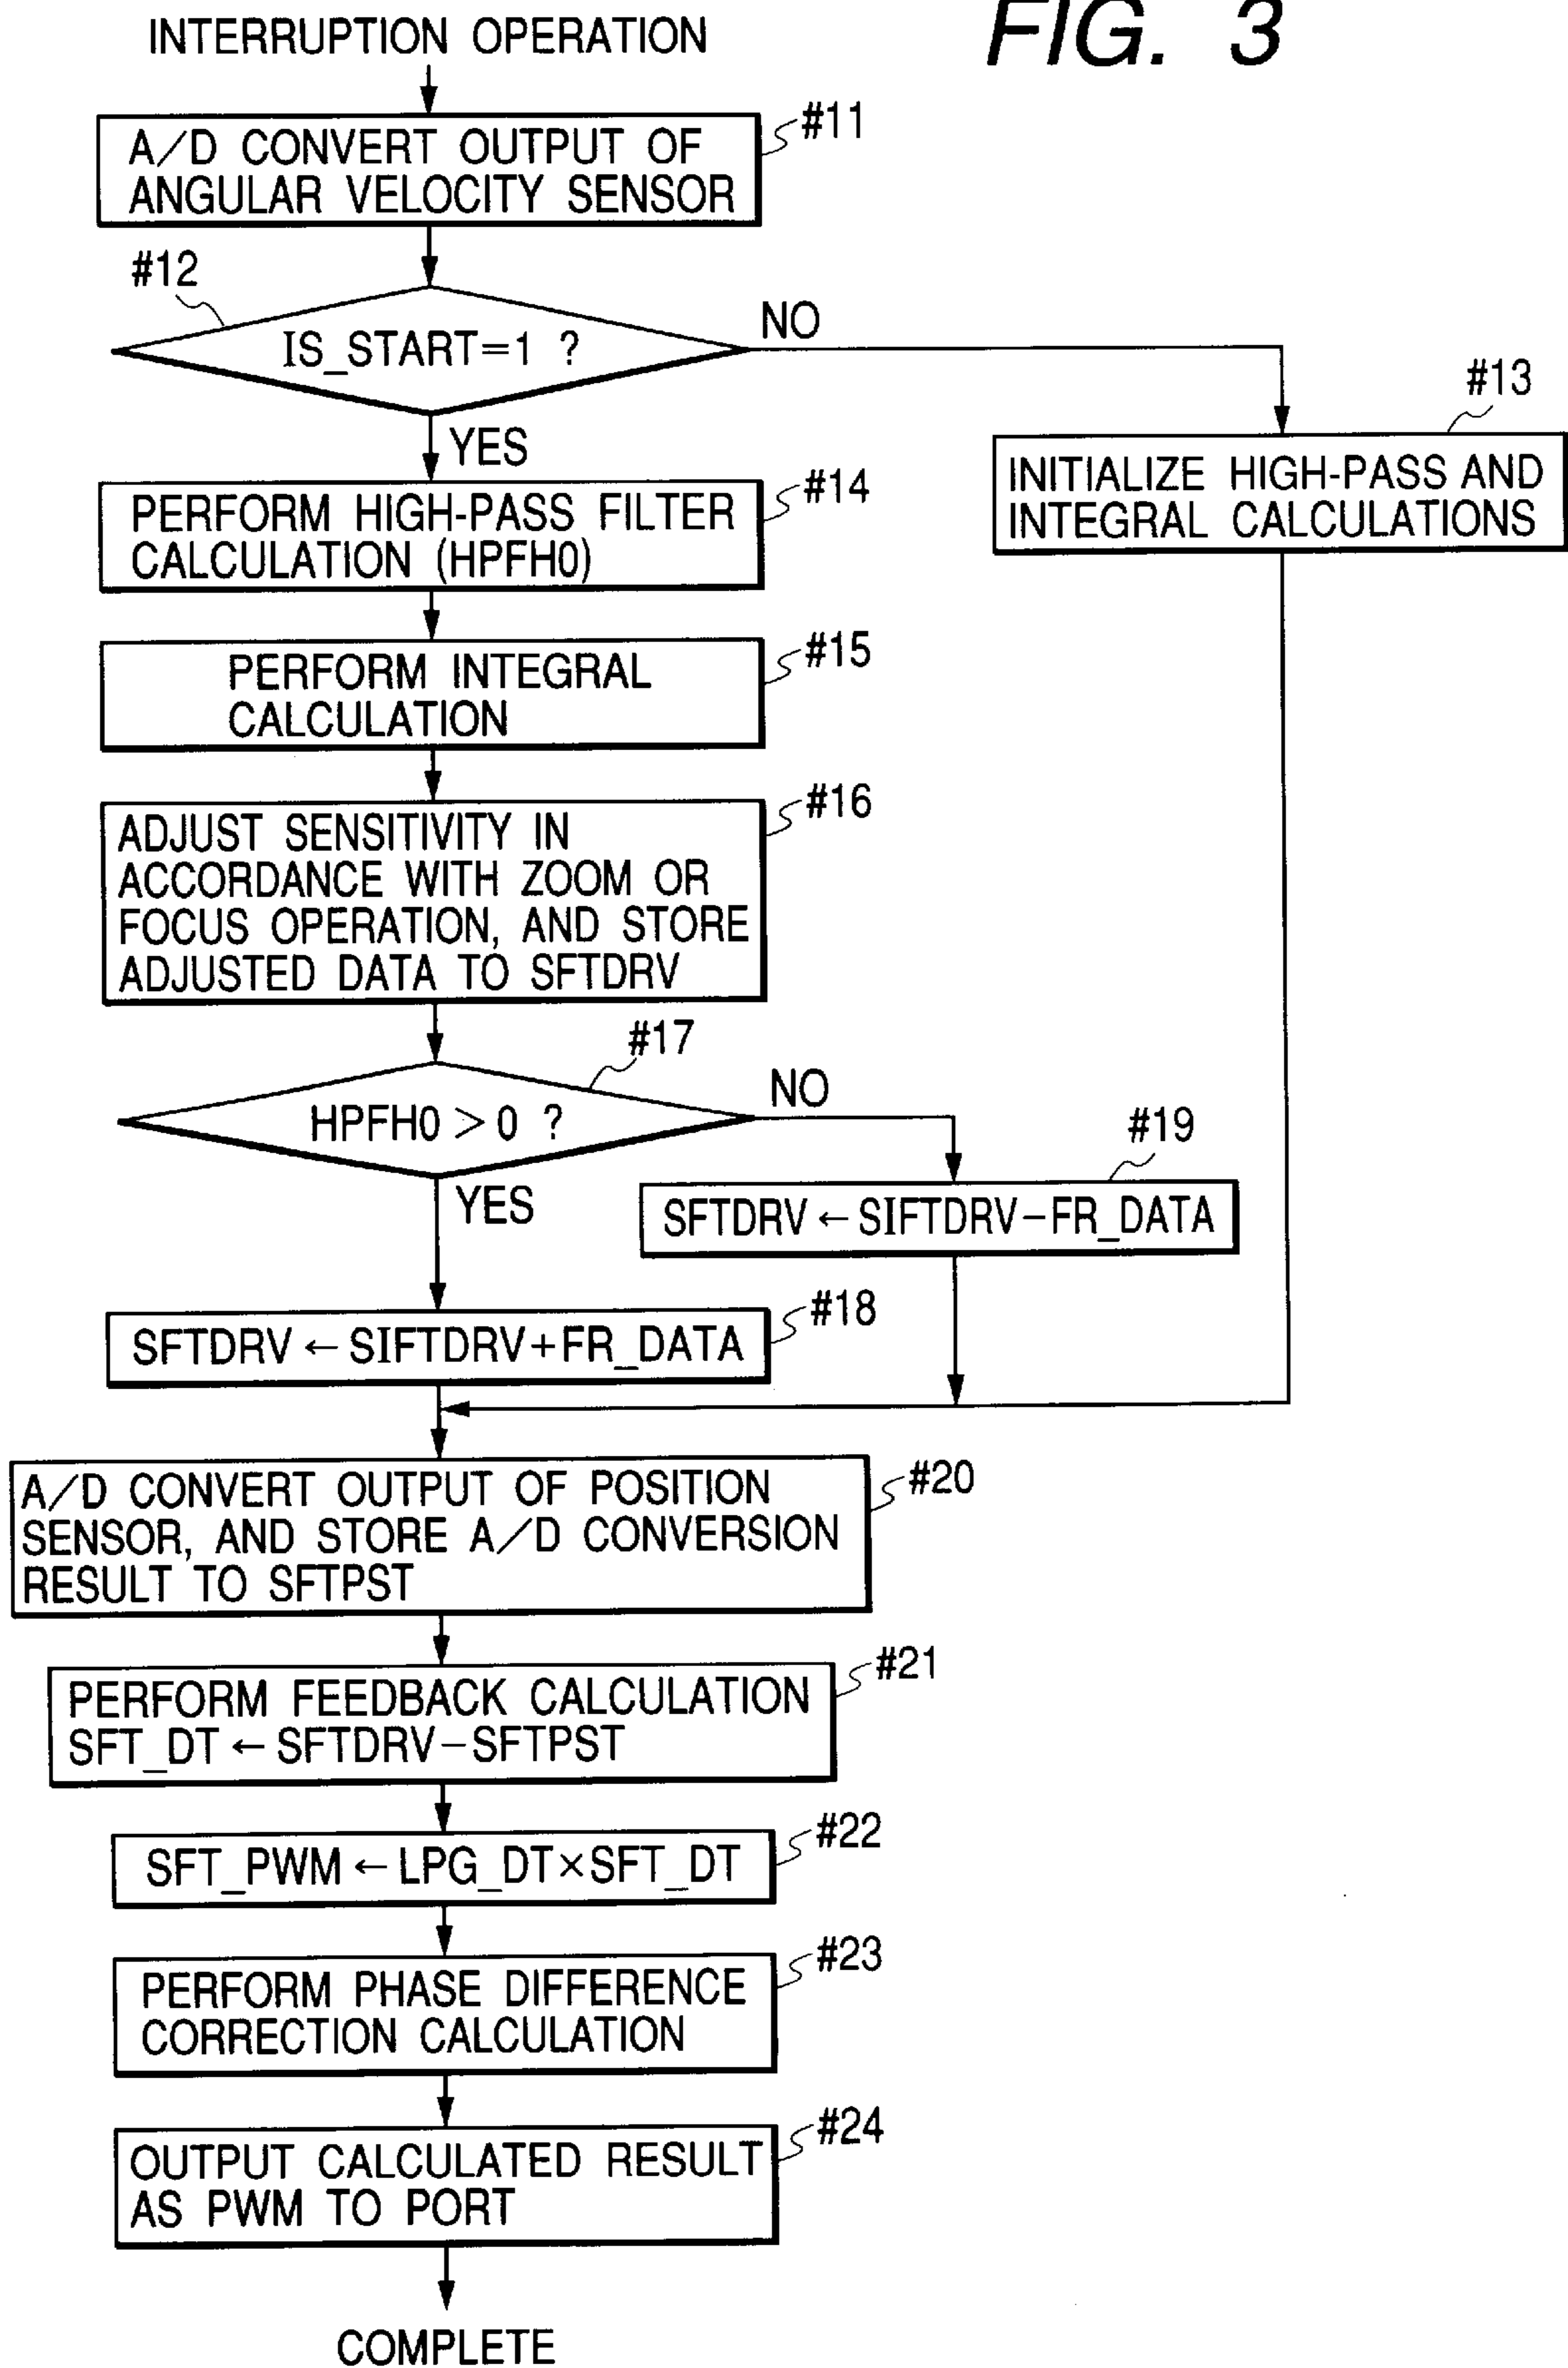 FIG. 3
INTERRUPTION OPERATION
#11
A/D CONVERT OUTPUT OF
ANGULAR VELOCITY SENSOR
#12
IS_START=1 ?
NO
YES
#13
INITIALIZE HIGH-PASS AND
INTEGRAL CALCULATIONS
#14
PERFORM HIGH-PASS FILTER
CALCULATION (HPFH0)
#15
PERFORM INTEGRAL
CALCULATION
#16
ADJUST SENSITIVITY IN
ACCORDANCE WITH ZOOM OR
FOCUS OPERATION, AND STORE
ADJUSTED DATA TO SFTDRV
#17
HPFH0 > 0 ?
NO
YES
#19
SFTDRV ← SIFTDRV−FR_DATA
#18
SFTDRV ← SIFTDRV+FR_DATA
#20
A/D CONVERT OUTPUT OF POSITION
SENSOR, AND STORE A/D CONVERSION
RESULT TO SFTPST
#21
PERFORM FEEDBACK CALCULATION
SFT_DT ← SFTDRV−SFTPST
#22
SFT_PWM ← LPG_DT×SFT_DT
#23
PERFORM PHASE DIFFERENCE
CORRECTION CALCULATION
#24
OUTPUT CALCULATED RESULT
AS PWM TO PORT
COMPLETE